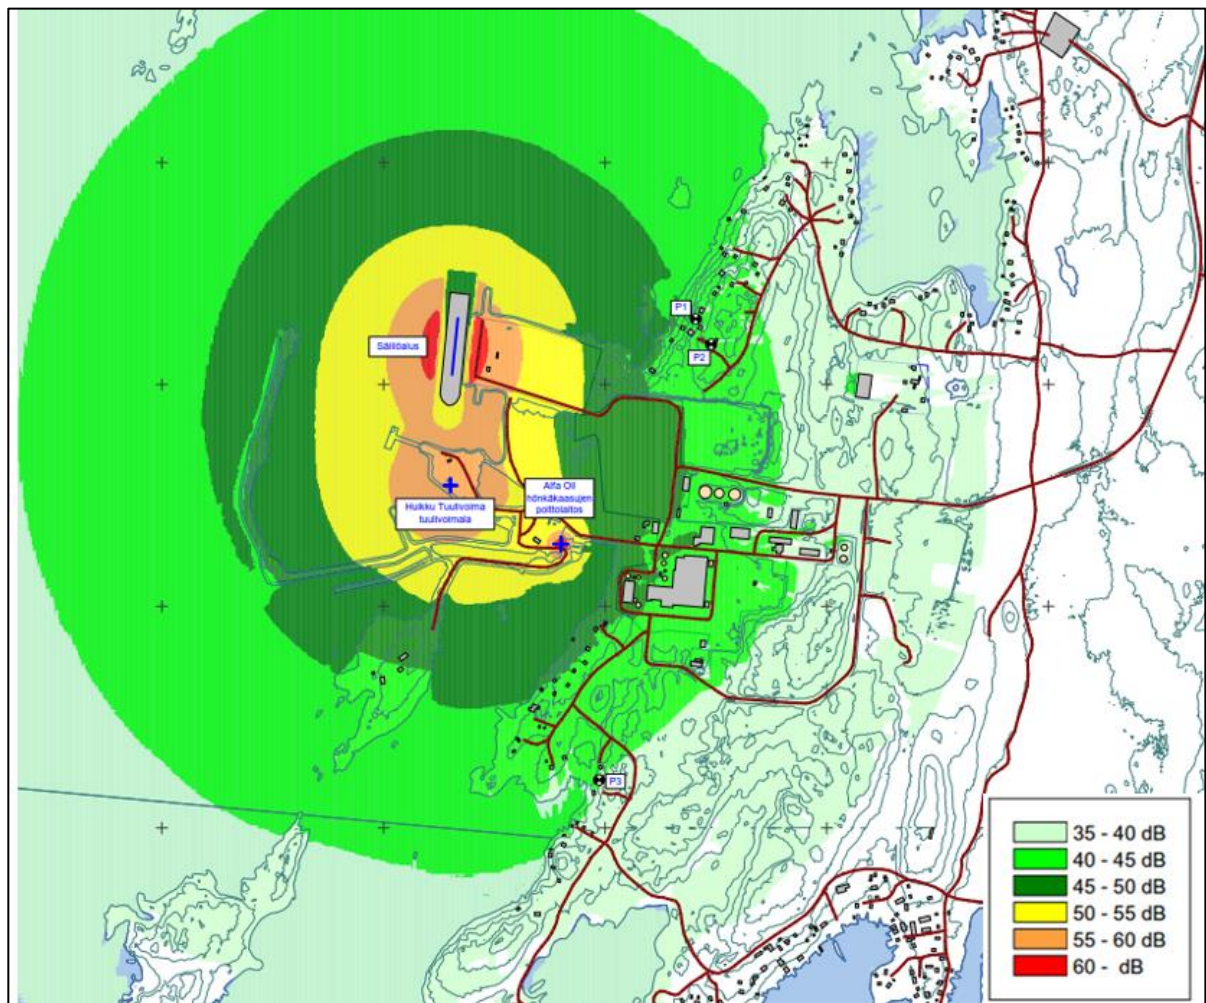 P1
Säiliöalus
P2
Alfa Oil
hönkäkaasujen
polttolaitos
Huikku Tuulivoima
tuulivoimala
P3
35 - 40 dB
40 - 45 dB
45 - 50 dB
50 - 55 dB
55 - 60 dB
60 - dB